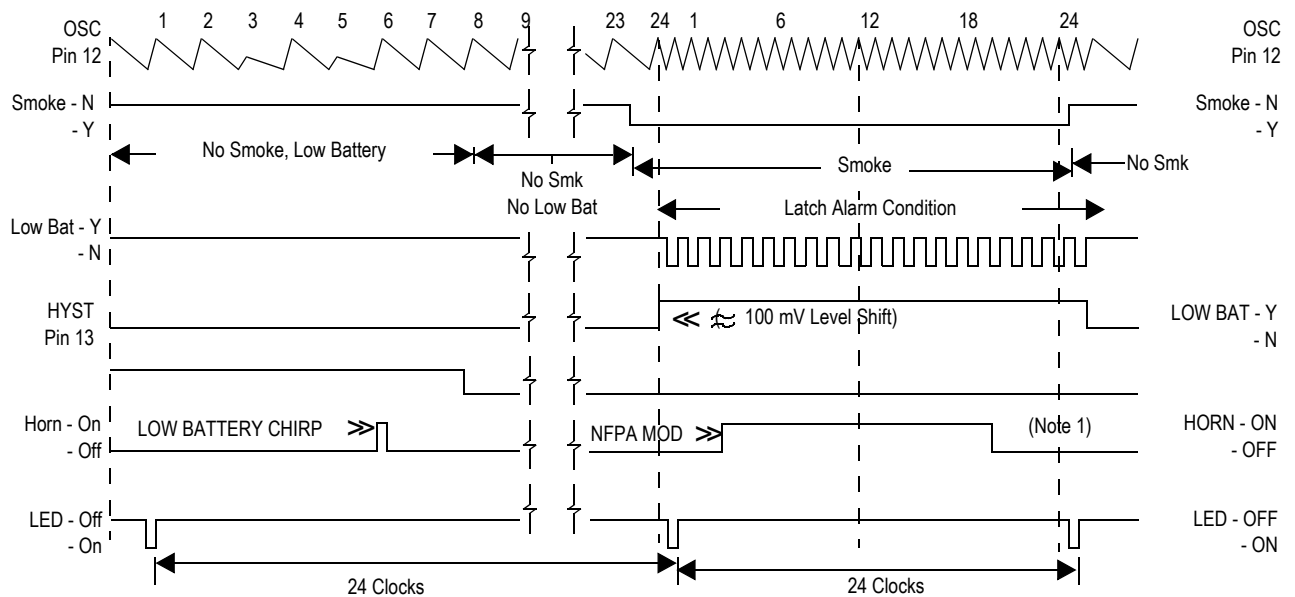 1 2 3 4 5 6 7 8 9 23 24 1 6 12 18 24
OSC
Pin 12
OSC
Pin 12
Smoke - N
- Y
Smoke - N
- Y
No Smoke, Low Battery
No Smk
No Low Bat
Smoke
No Smk
Latch Alarm Condition
Low Bat - Y
- N
HYST
Pin 13
<< 100 mV Level Shift)
LOW BAT - Y
- N
Horn - On
- Off
LOW BATTERY CHIRP >>
NFPA MOD >>
(Note 1)
HORN - ON
- OFF
LED - Off
- On
LED - OFF
- ON
24 Clocks
24 Clocks